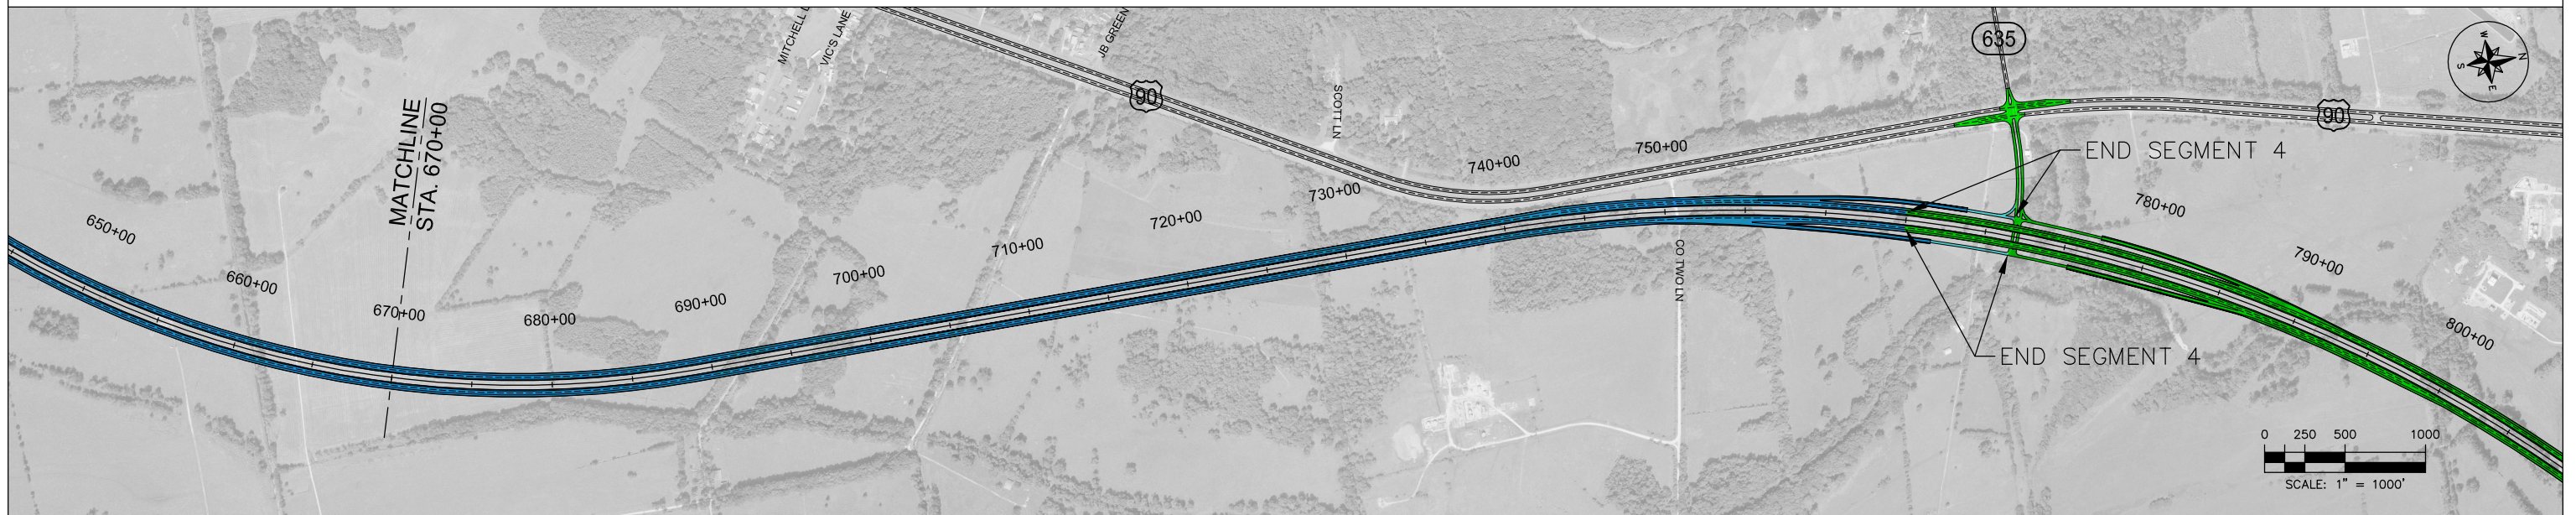 MITCHELL L
VIC'S LANE
JB GREEN
90
SCOTT LN
635
90
W
N
S
E
MATCHLINE
STA. 670+00
END SEGMENT 4
650+00
660+00
670+00
680+00
690+00
700+00
710+00
720+00
730+00
740+00
750+00
780+00
790+00
800+00
CO TWO LN
END SEGMENT 4
0 250 500 1000
SCALE: 1" = 1000'